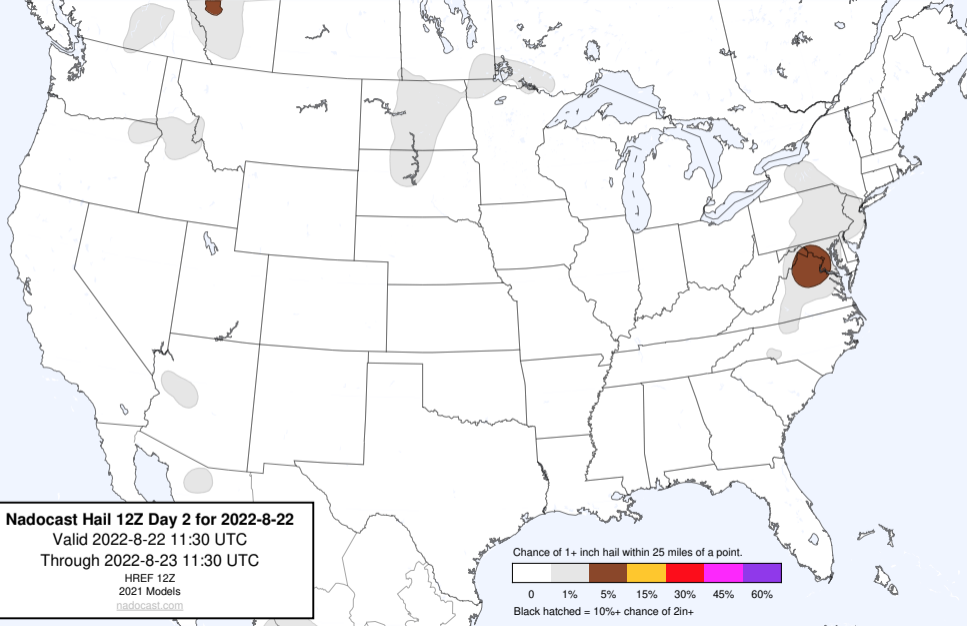 Nadocast Hail 12Z Day 2 for 2022-8-22
Valid 2022-8-22 11:30 UTC
Through 2022-8-23 11:30 UTC
HREF 12Z
2021 Models
nadocast.com
Chance of 1+ inch hail within 25 miles of a point.
0 1% 5% 15% 30% 45% 60%
Black hatched = 10%+ chance of 2in+